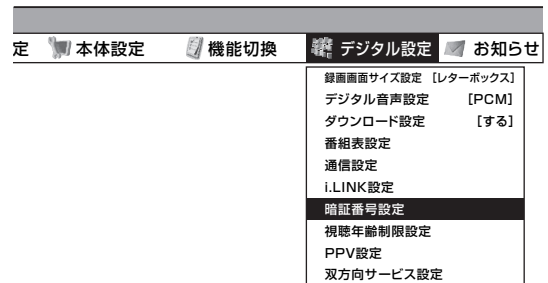 定 本体設定 機能切換 デジタル設定 お知らせ
録画画面サイズ設定 [レターボックス]
デジタル音声設定 [PCM]
ダウンロード設定 [する]
番組表設定
通信設定
i.LINK設定
暗証番号設定
視聴年齢制限設定
PPV設定
双方向サービス設定